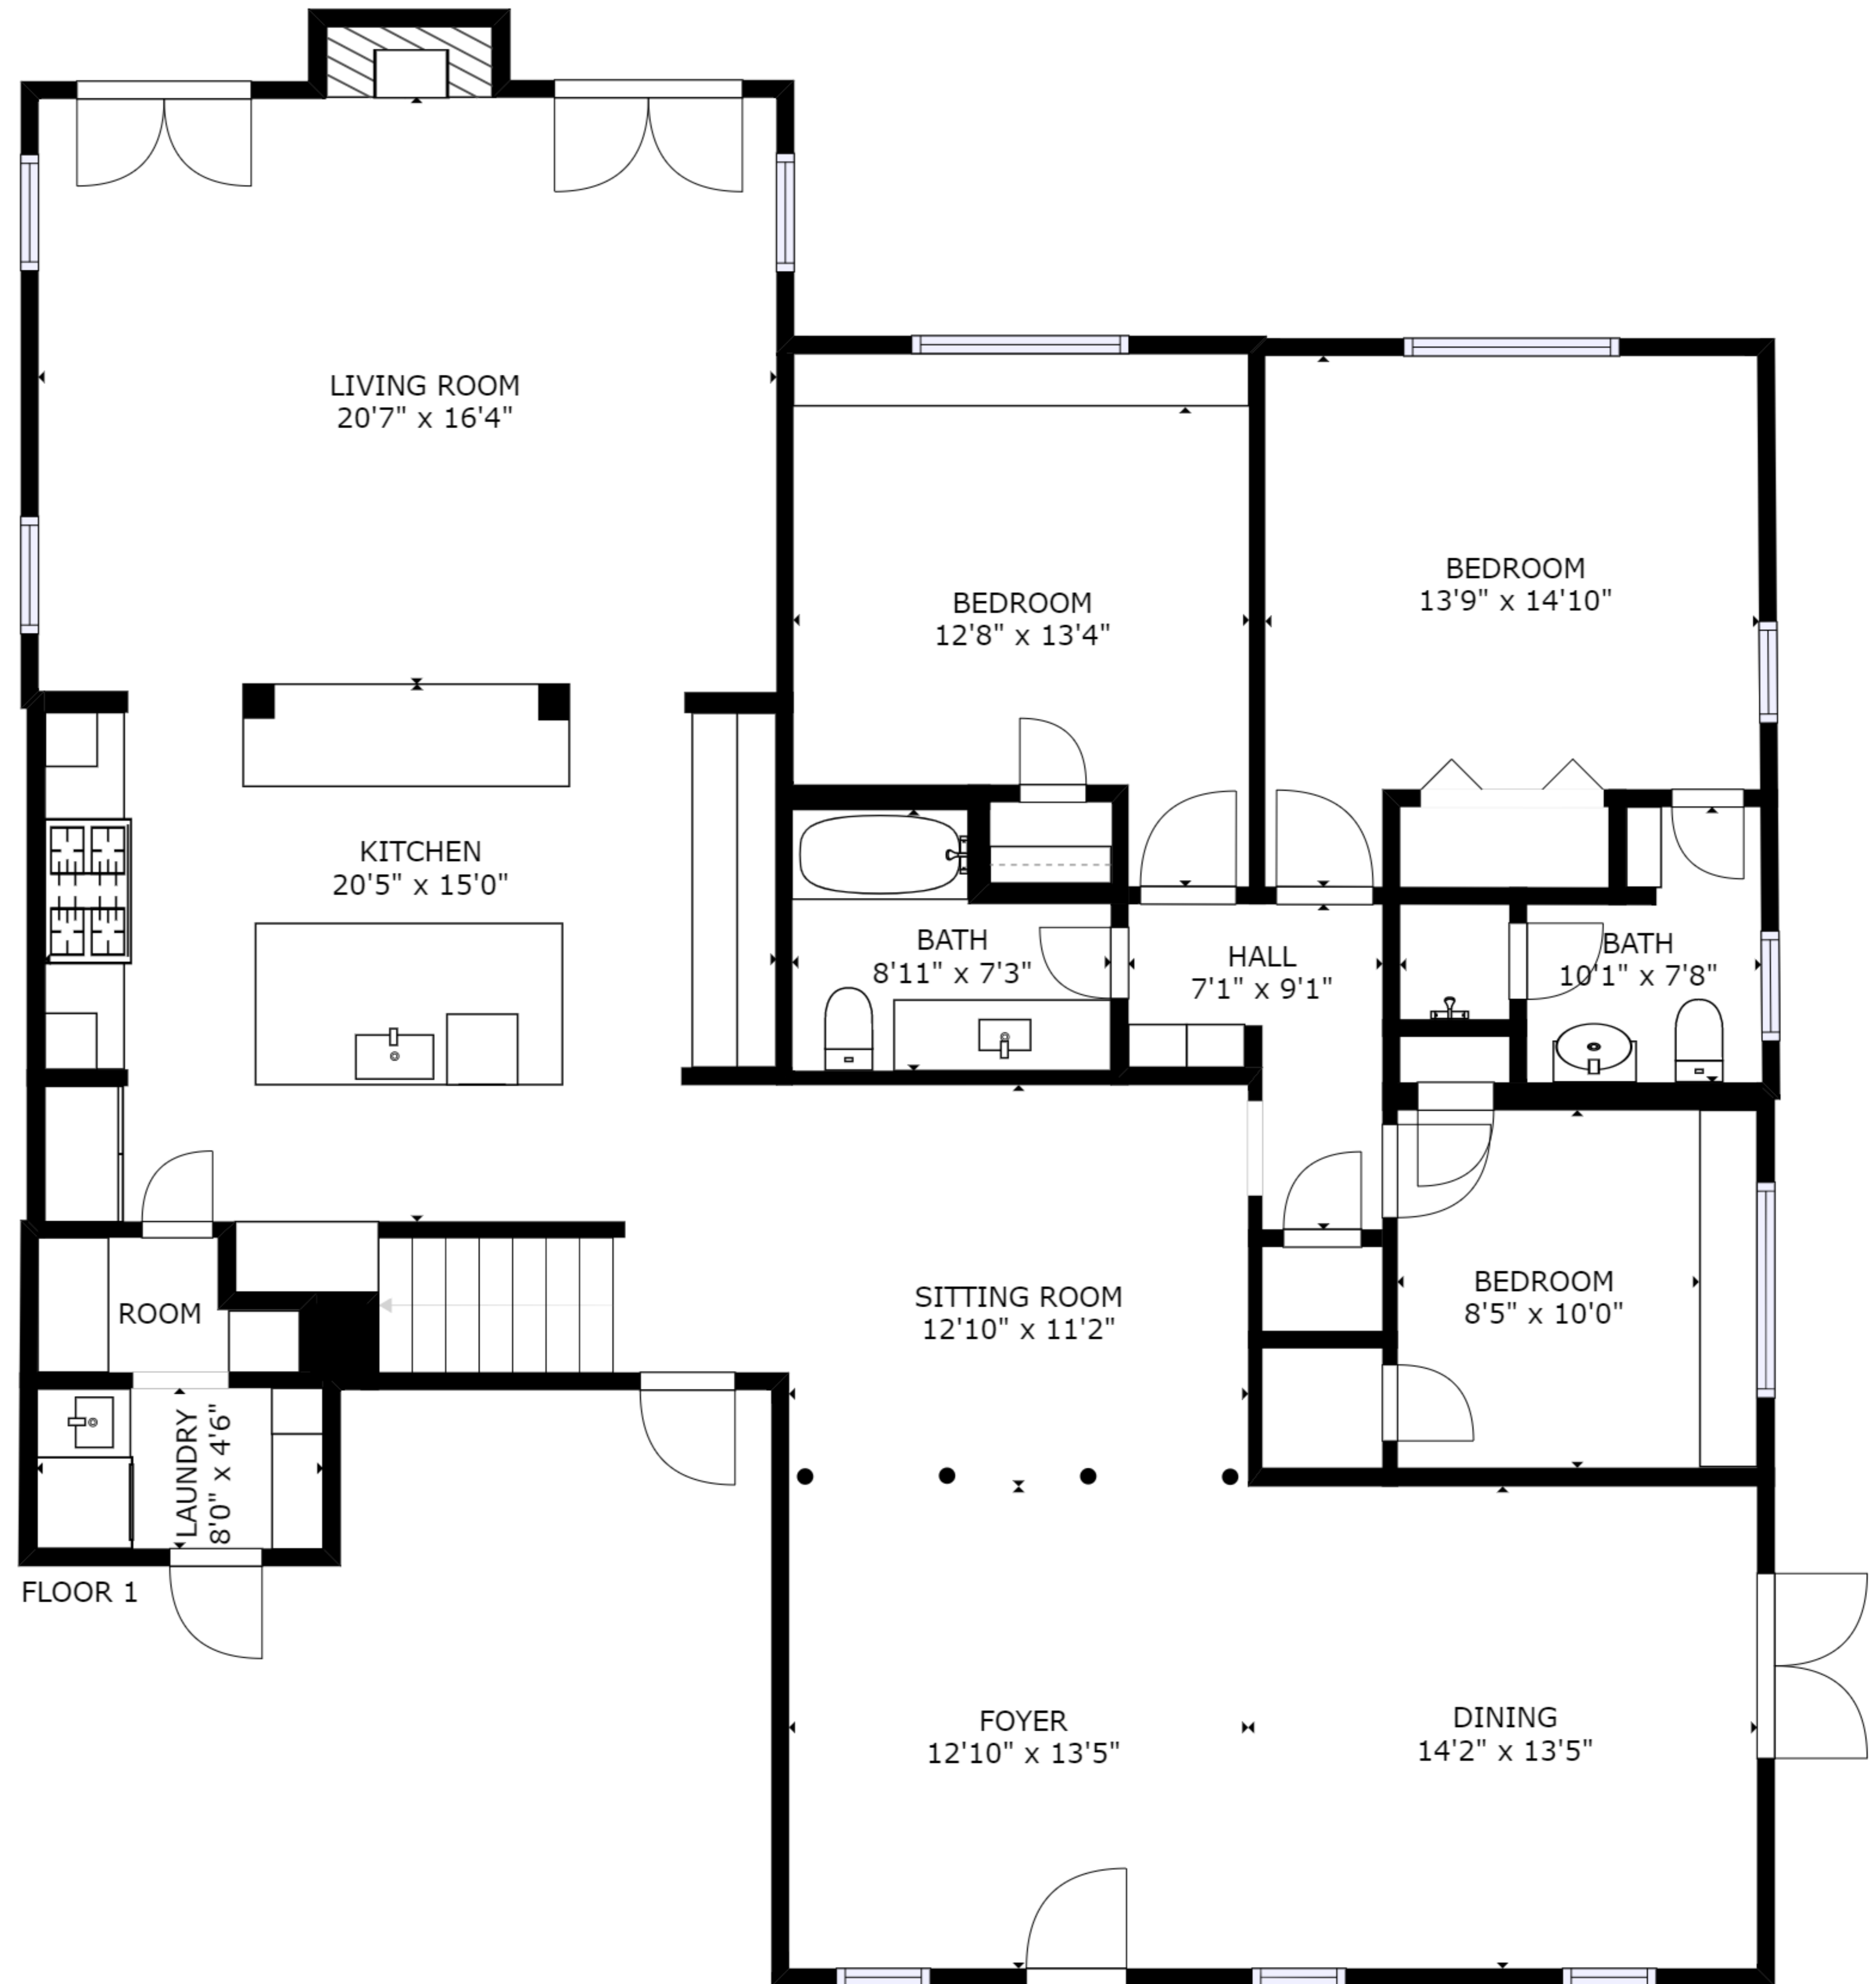 LIVING ROOM
20'7" x 16'4"
BEDROOM
12'8" x 13'4"
BEDROOM
13'9" x 14'10"
KITCHEN
20'5" x 15'0"
BATH
8'11" x 7'3"
HALL
7'1" x 9'1"
BATH
10'1" x 7'8"
SITTING ROOM
12'10" x 11'2"
BEDROOM
8'5" x 10'0"
ROOM
LAUNDRY
8'0" x 4'6"
FLOOR 1
FOYER
12'10" x 13'5"
DINING
14'2" x 13'5"